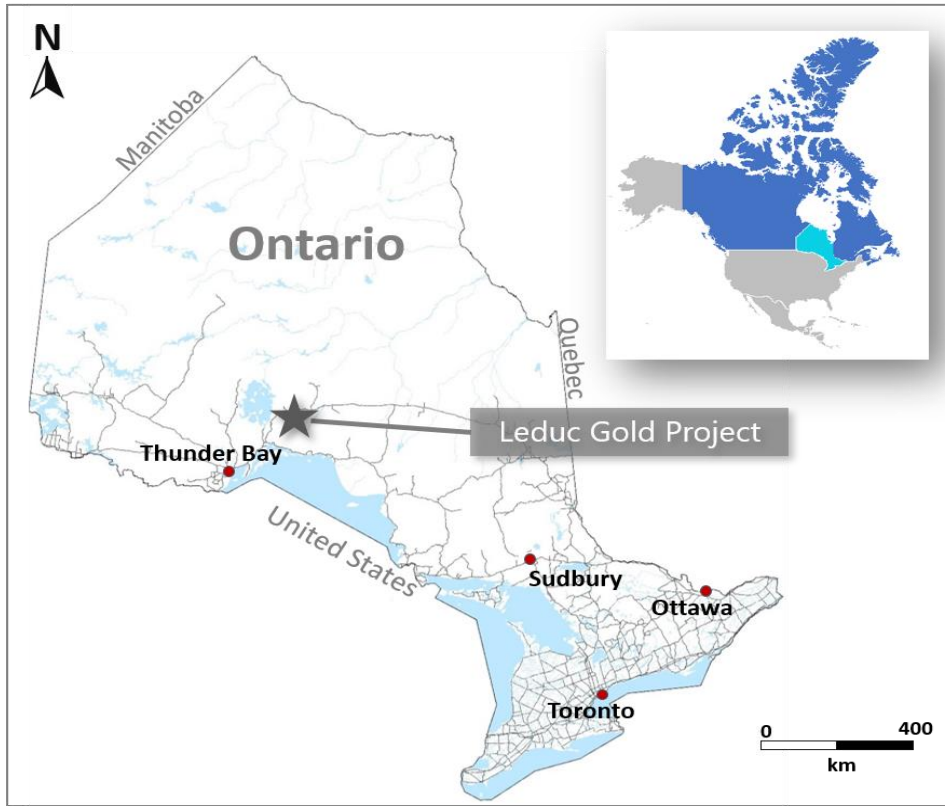 N
Manitoba
Ontario
Quebec
Leduc Gold Project
Thunder Bay
United States
Sudbury
Ottawa
Toronto
0 400
km